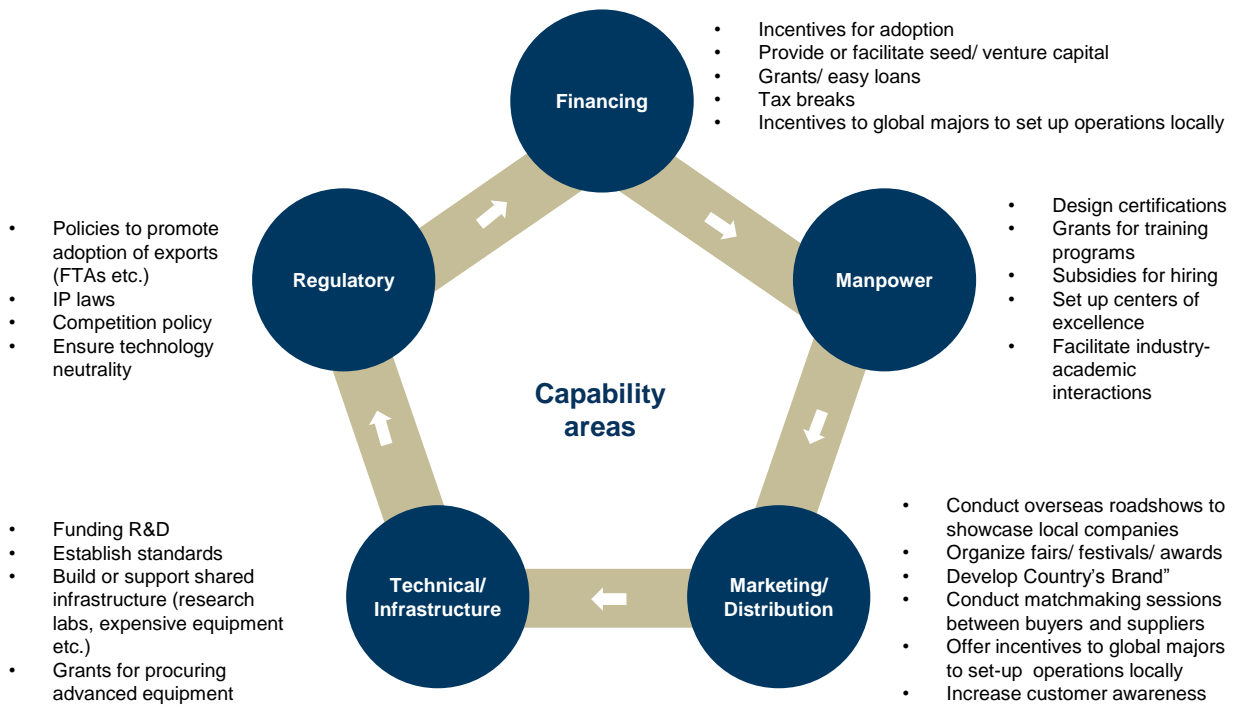 Financing
• Incentives for adoption
• Provide or facilitate seed/ venture capital
• Grants/ easy loans
• Tax breaks
• Incentives to global majors to set up operations locally
Manpower
• Design certifications
• Grants for training
programs
• Subsidies for hiring
• Set up centers of
excellence
• Facilitate industry-
academic
interactions
Regulatory
• Policies to promote
adoption of exports
(FTAs etc.)
• IP laws
• Competition policy
• Ensure technology
neutrality
Capability
areas
Technical/
Infrastructure
• Funding R&D
• Establish standards
• Build or support shared
infrastructure (research
labs, expensive equipment
etc.)
• Grants for procuring
advanced equipment
Marketing/
Distribution
• Conduct overseas roadshows to
showcase local companies
• Organize fairs/ festivals/ awards
• Develop Country’s Brand”
• Conduct matchmaking sessions
between buyers and suppliers
• Offer incentives to global majors
to set-up operations locally
• Increase customer awareness